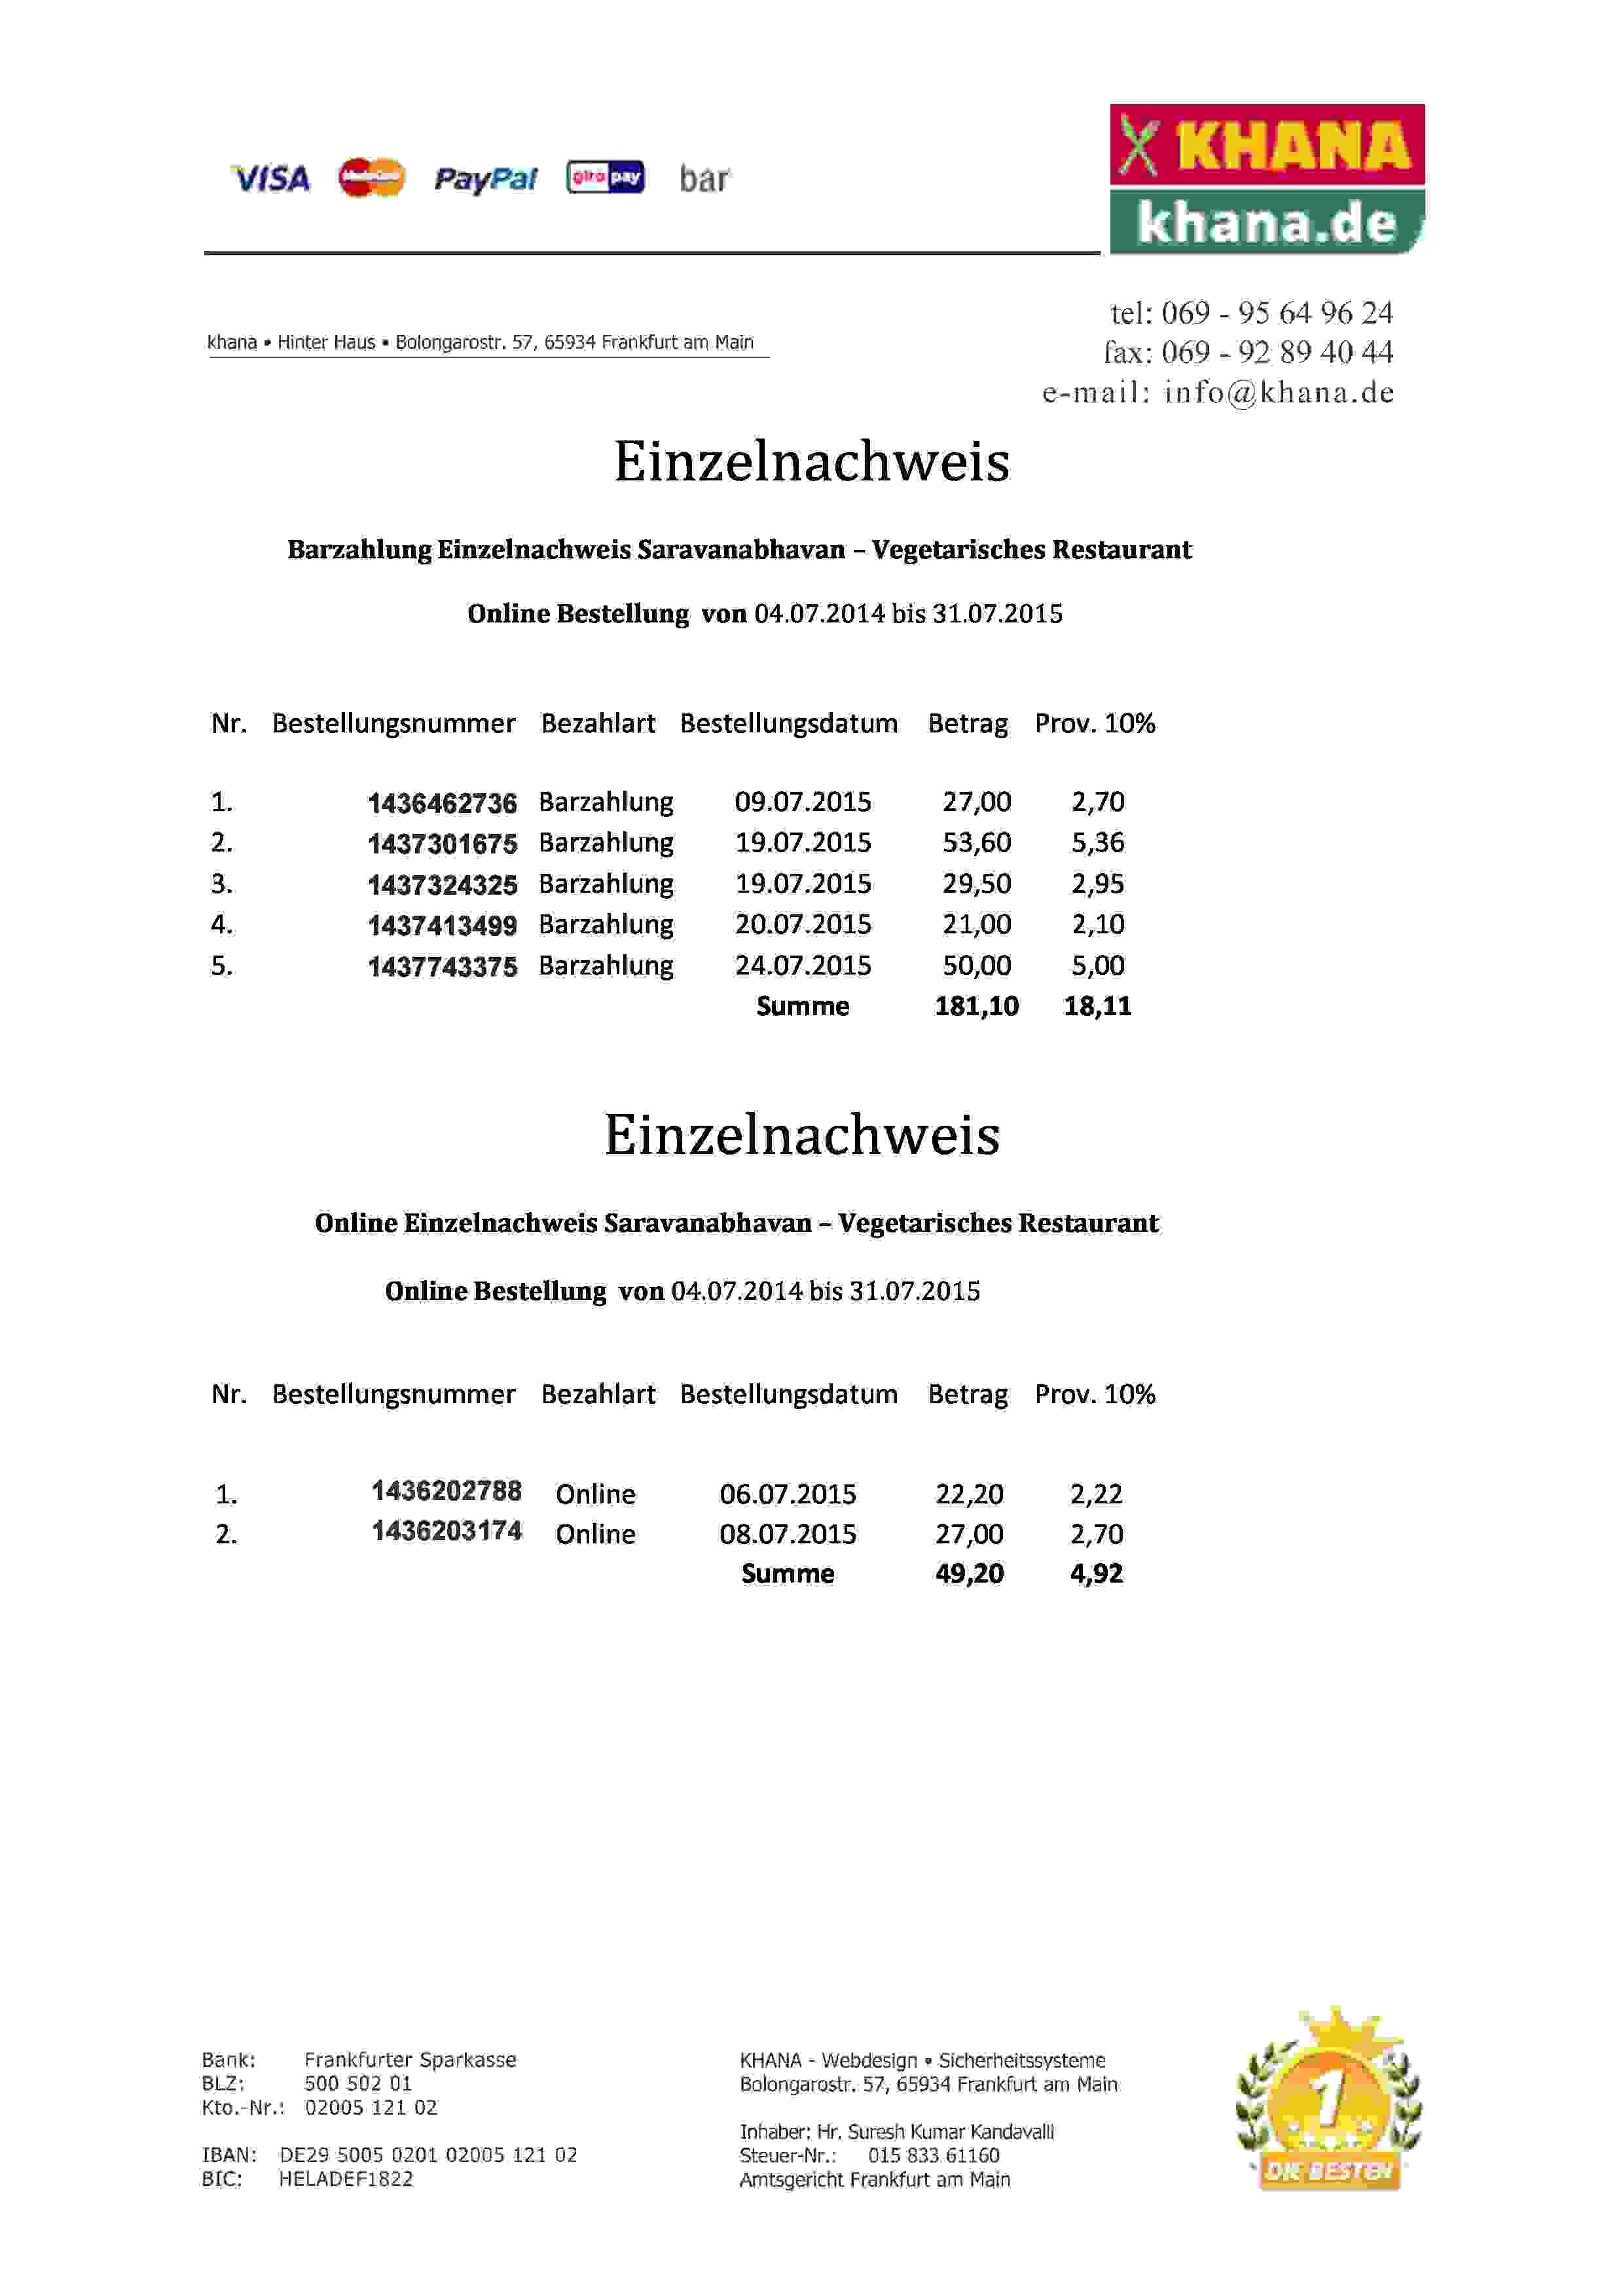 VISA MasterCard PayPal giro pay bar
KHANA
khana.de
tel: 069 - 95 64 96 24
khana • Hinter Haus • Bolongarostr. 57, 65934 Frankfurt am Main
fax: 069 - 92 89 40 44
e-mail: info@khana.de
Einzelnachweis
Barzahlung Einzelnachweis Saravanabhavan – Vegetarisches Restaurant
Online Bestellung von 04.07.2014 bis 31.07.2015
Nr. Bestellungsnummer Bezahlart Bestellungsdatum Betrag Prov. 10%
1. 1436462736 Barzahlung 09.07.2015 27,00 2,70
2. 1437301675 Barzahlung 19.07.2015 53,60 5,36
3. 1437324325 Barzahlung 19.07.2015 29,50 2,95
4. 1437413499 Barzahlung 20.07.2015 21,00 2,10
5. 1437743375 Barzahlung 24.07.2015 50,00 5,00
Summe 181,10 18,11
Einzelnachweis
Online Einzelnachweis Saravanabhavan – Vegetarisches Restaurant
Online Bestellung von 04.07.2014 bis 31.07.2015
Nr. Bestellungsnummer Bezahlart Bestellungsdatum Betrag Prov. 10%
1. 1436202788 Online 06.07.2015 22,20 2,22
2. 1436203174 Online 08.07.2015 27,00 2,70
Summe 49,20 4,92
Bank: Frankfurter Sparkasse
BLZ: 500 502 01
Kto.-Nr.: 02005 121 02
IBAN: DE29 5005 0201 02005 121 02
BIC: HELADEF1822
KHANA - Webdesign • Sicherheitssysteme
Bolongarostr. 57, 65934 Frankfurt am Main
Inhaber: Hr. Suresh Kumar Kandavalli
Steuer-Nr.: 015 833 61160
Amtsgericht Frankfurt am Main
1
DIE BESTEN